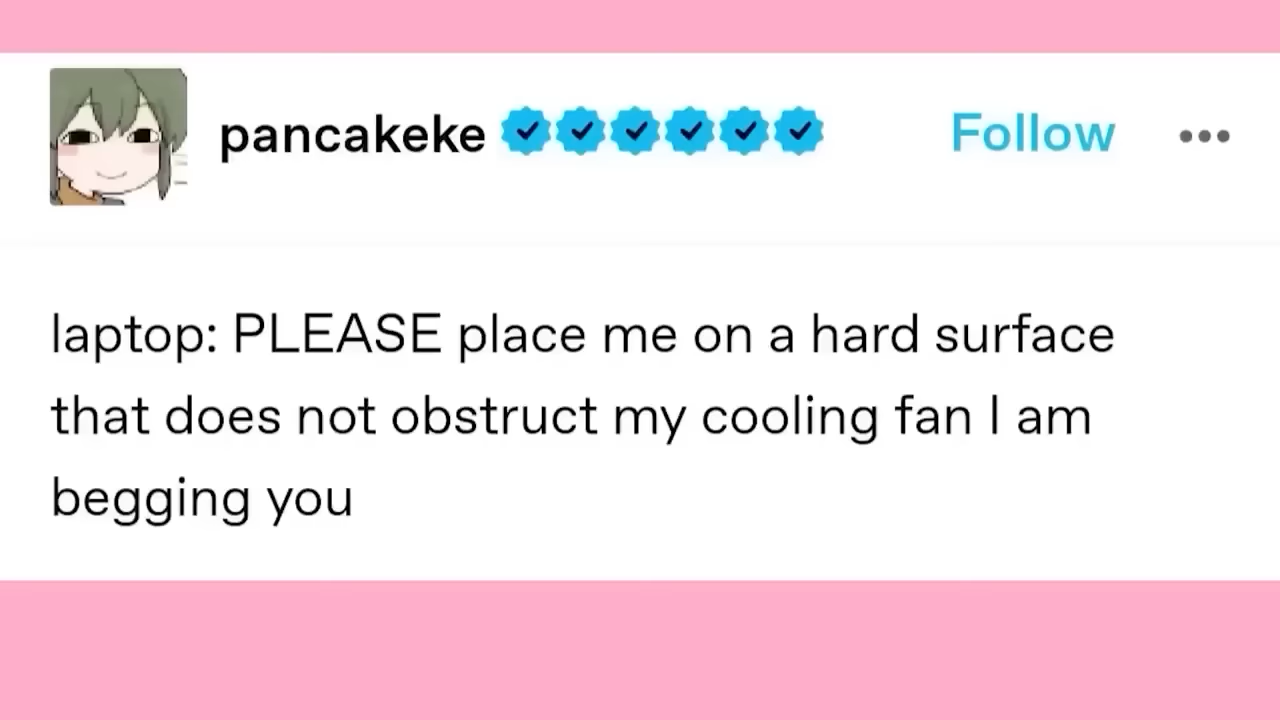 pancakeke
Follow
laptop: PLEASE place me on a hard surface
that does not obstruct my cooling fan I am
begging you